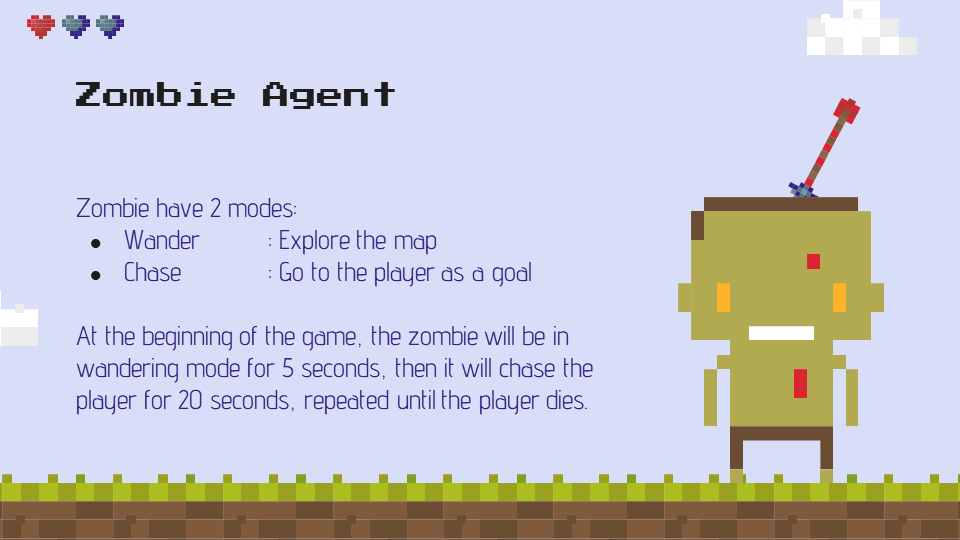 Zombie Agent
Zombie have 2 modes:
● Wander : Explore the map
● Chase : Go to the player as a goal
At the beginning of the game, the zombie will be in
wandering mode for 5 seconds, then it will chase the
player for 20 seconds, repeated until the player dies.